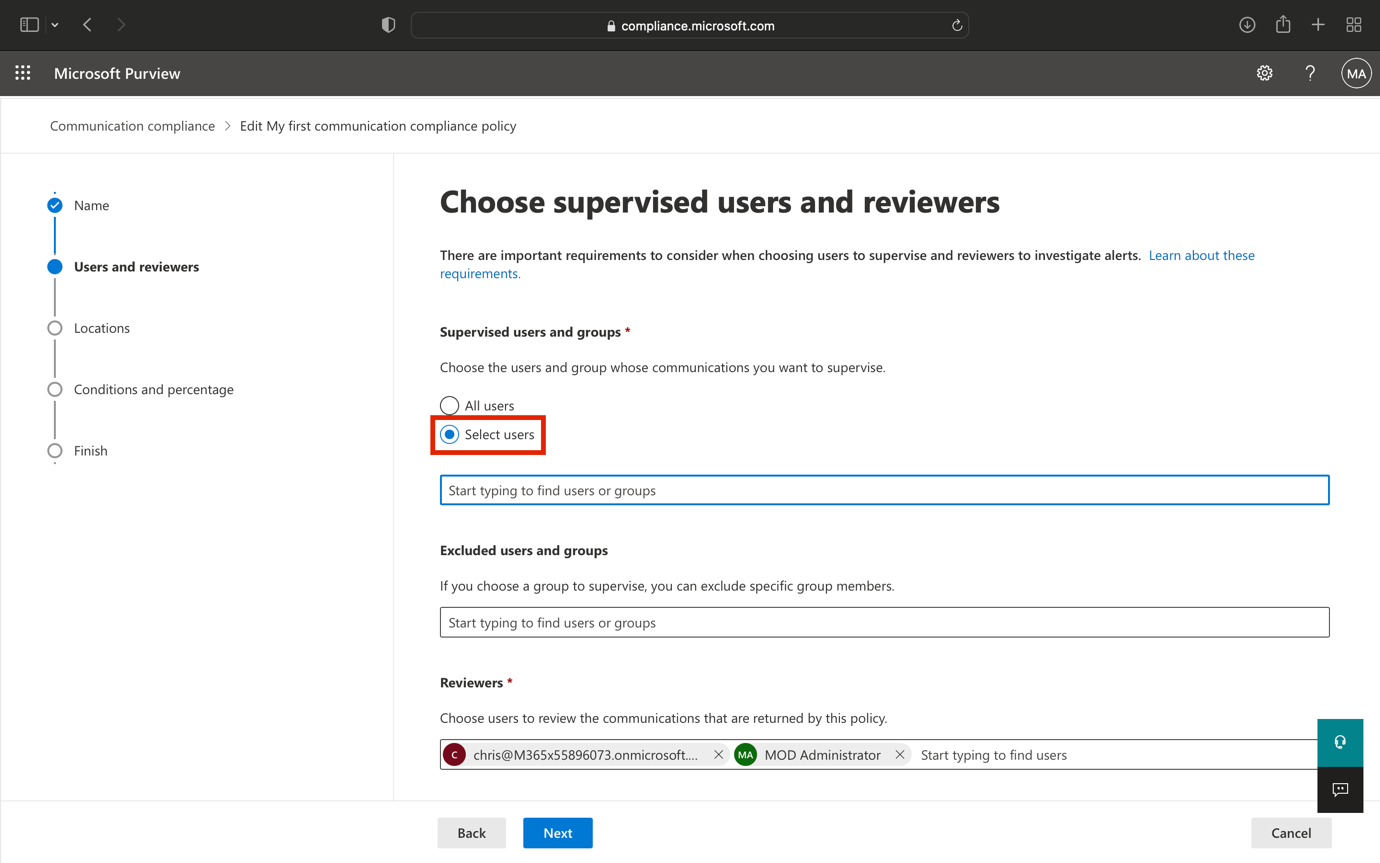 compliance.microsoft.com
Microsoft Purview
?
MA
Communication compliance > Edit My first communication compliance policy
Name
Users and reviewers
Locations
Conditions and percentage
Finish
Choose supervised users and reviewers
There are important requirements to consider when choosing users to supervise and reviewers to investigate alerts. Learn about these
requirements.
Supervised users and groups *
Choose the users and group whose communications you want to supervise.
All users
Select users
Start typing to find users or groups
Excluded users and groups
If you choose a group to supervise, you can exclude specific group members.
Start typing to find users or groups
Reviewers *
Choose users to review the communications that are returned by this policy.
C chris@M365x55896073.onmicrosoft.... MA MOD Administrator Start typing to find users
Back Next Cancel